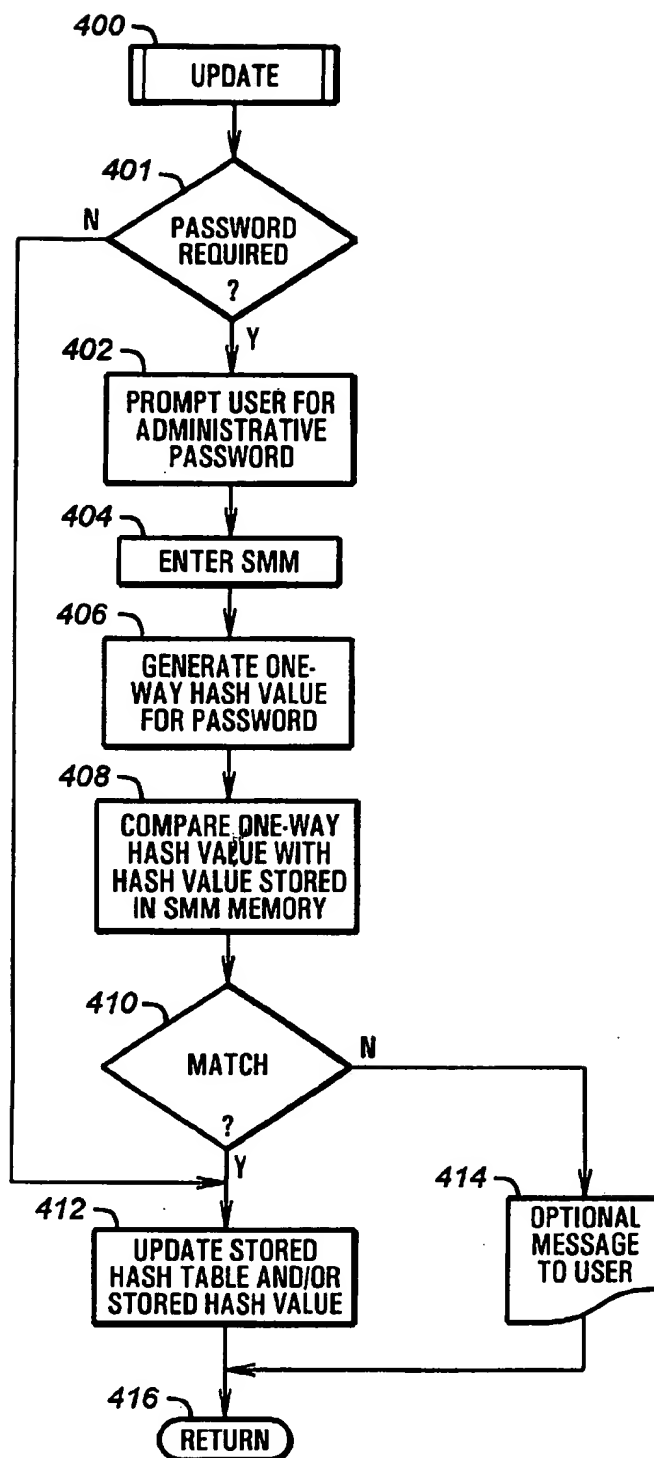 400
UPDATE
401
N
PASSWORD
REQUIRED
?
Y
402
PROMPT USER FOR
ADMINISTRATIVE
PASSWORD
404
ENTER SMM
406
GENERATE ONE-
WAY HASH VALUE
FOR PASSWORD
408
COMPARE ONE-WAY
HASH VALUE WITH
HASH VALUE STORED
IN SMM MEMORY
410
N
MATCH
?
Y
412
UPDATE STORED
HASH TABLE AND/OR
STORED HASH VALUE
414
OPTIONAL
MESSAGE
TO USER
416
RETURN